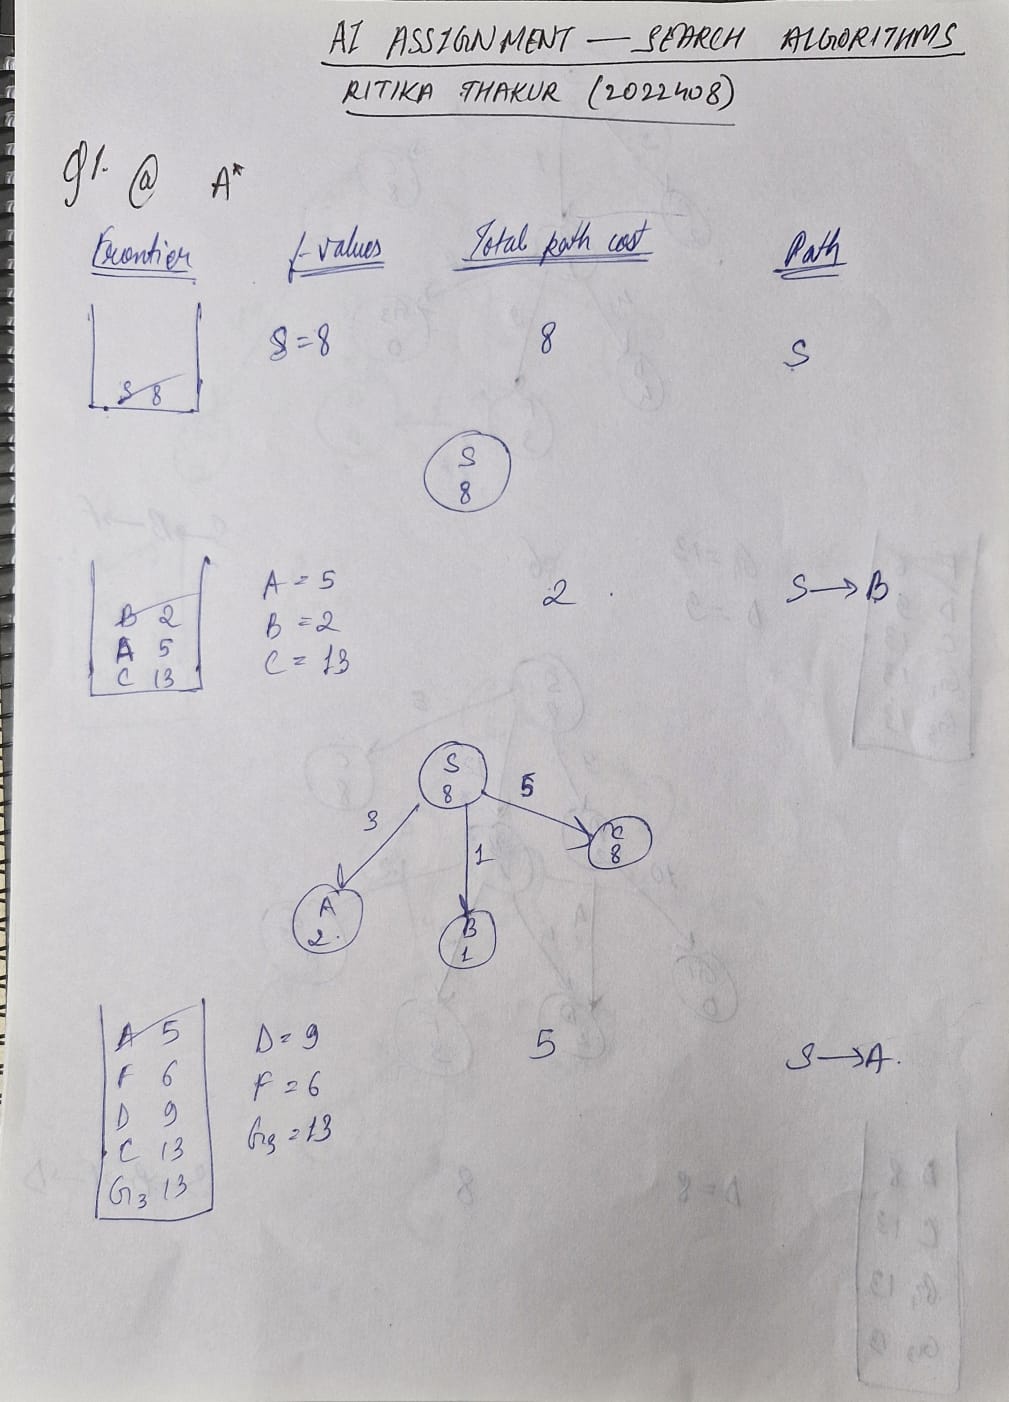 AI ASSIGNMENT — SEARCH ALGORITHMS
RITIKA THAKUR (2022408)
Q1. (a) A*
Frontier f-values Total path cost Path
S 8 S=8 8 S
S
8
B 2 A = 5 2 S→B
A 5 B = 2
C 13 C = 13
S
8
3 1 5
A
2
B
1
C
8
A 5 D = 9 5 S→A.
F 6 F = 6
D 9 G3 = 13
C 13
G3 13